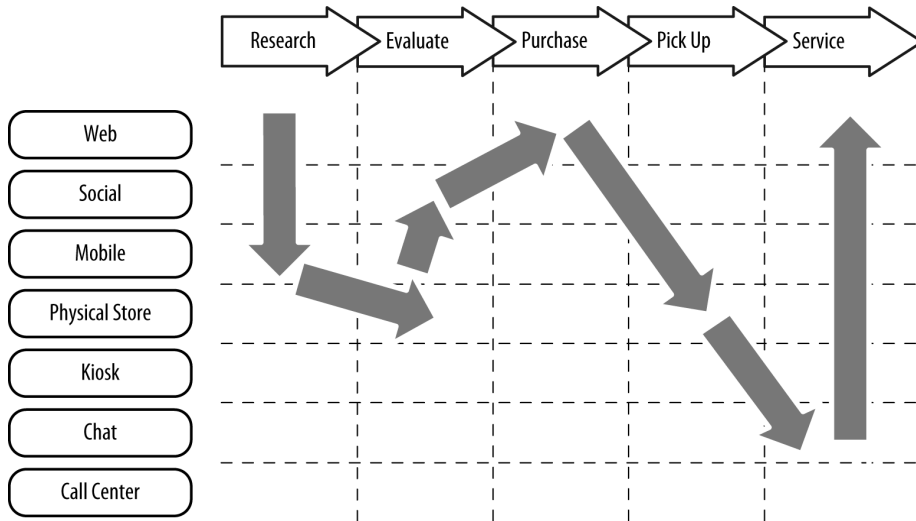 Research
Evaluate
Purchase
Pick Up
Service
Web
Social
Mobile
Physical Store
Kiosk
Chat
Call Center